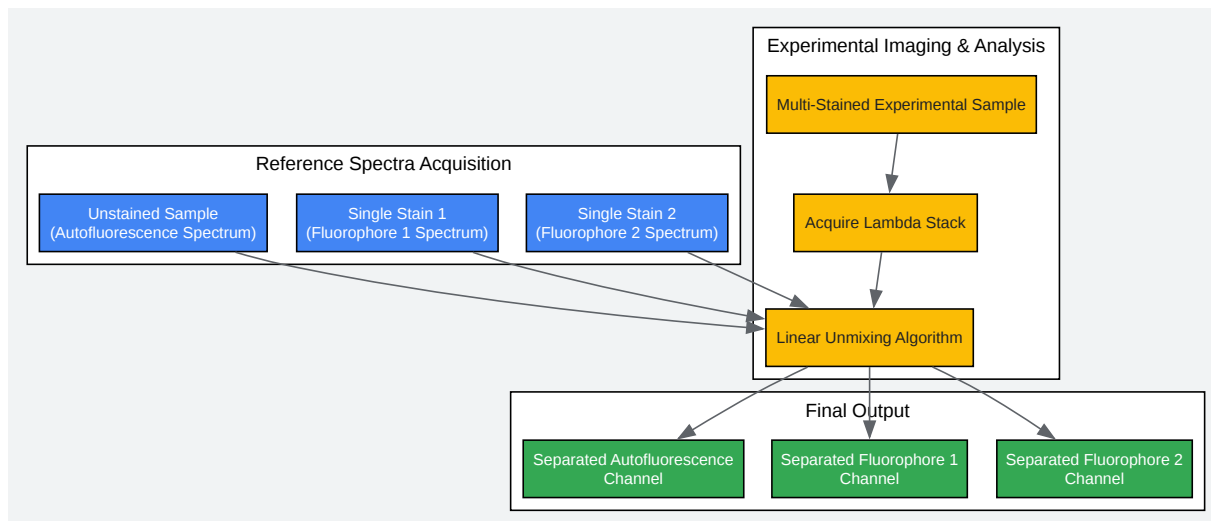 Experimental Imaging & Analysis
Multi-Stained Experimental Sample
Reference Spectra Acquisition
Unstained Sample
(Autofluorescence Spectrum)
Single Stain 1
(Fluorophore 1 Spectrum)
Single Stain 2
(Fluorophore 2 Spectrum)
Acquire Lambda Stack
Linear Unmixing Algorithm
Final Output
Separated Autofluorescence
Channel
Separated Fluorophore 1
Channel
Separated Fluorophore 2
Channel